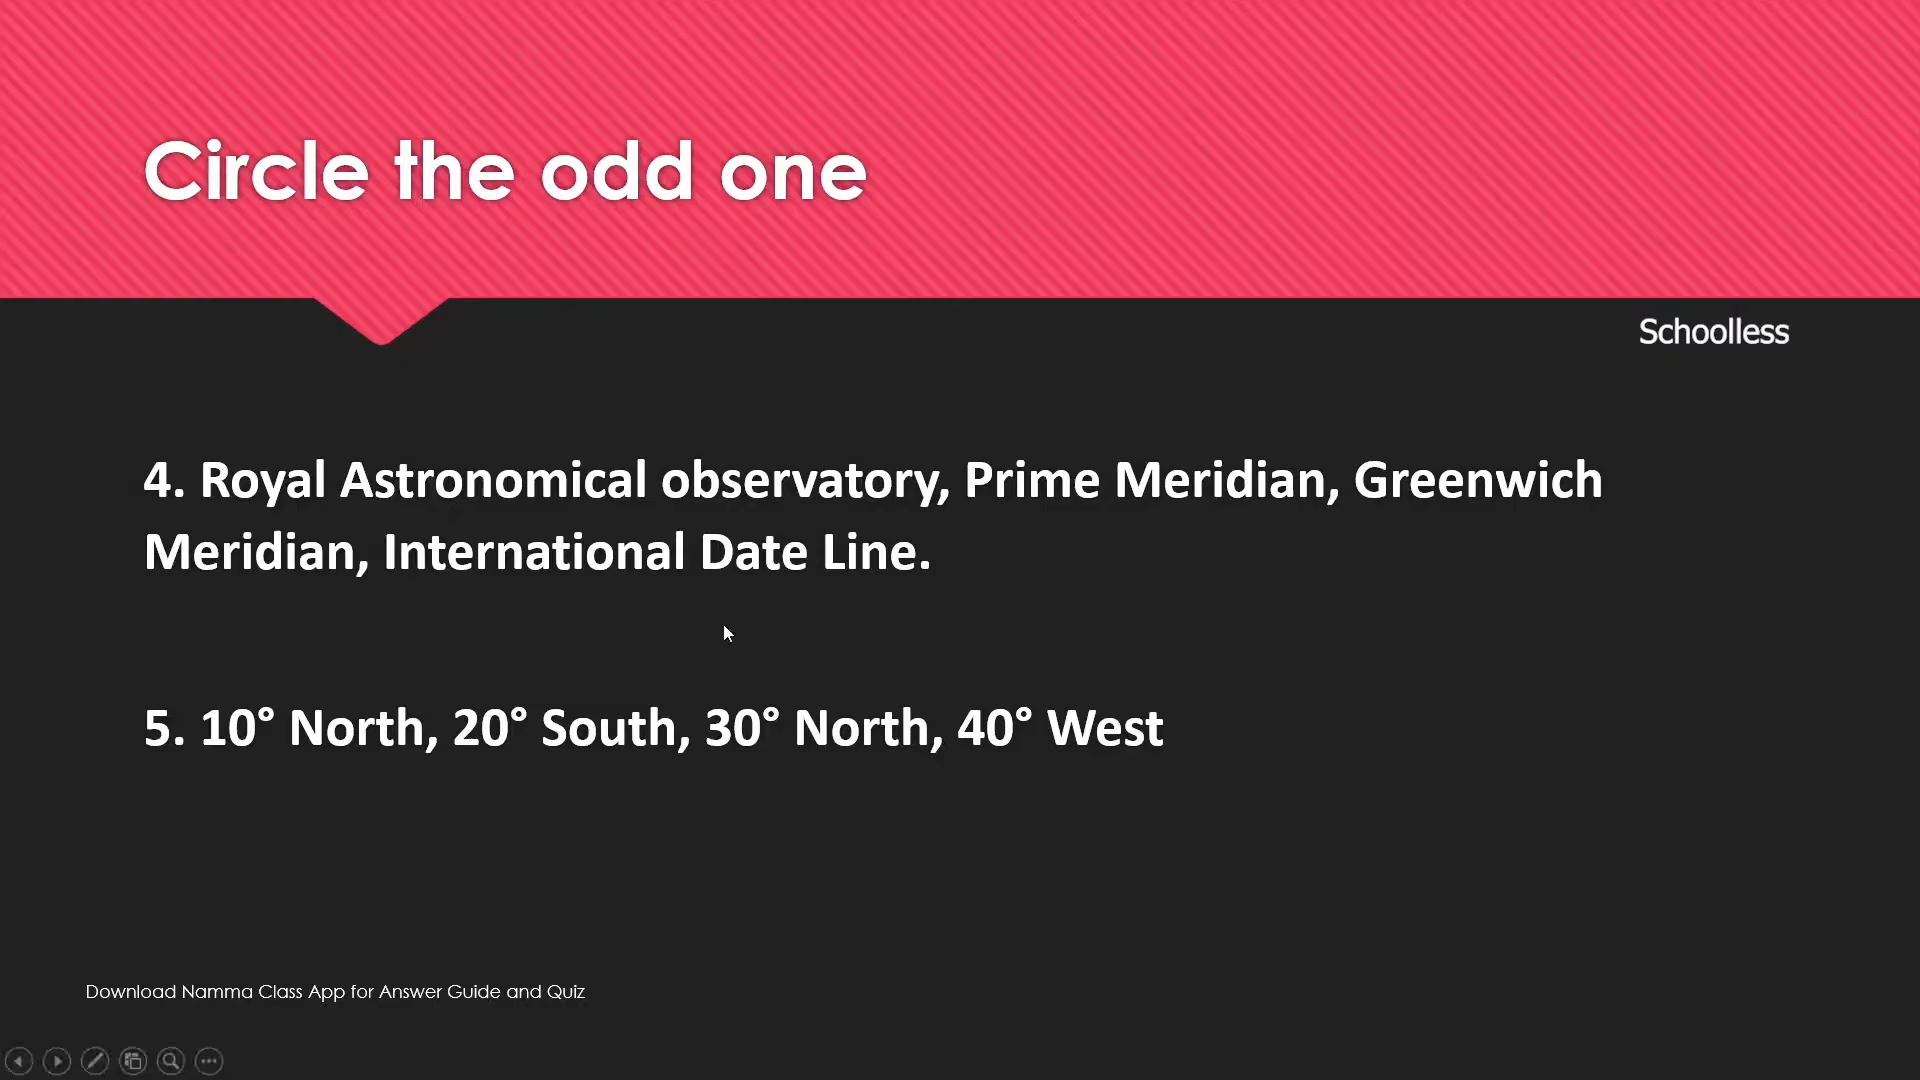 Circle the odd one
Schoolless
4. Royal Astronomical observatory, Prime Meridian, Greenwich
Meridian, International Date Line.
5. 10° North, 20° South, 30° North, 40° West
Download Namma Class App for Answer Guide and Quiz